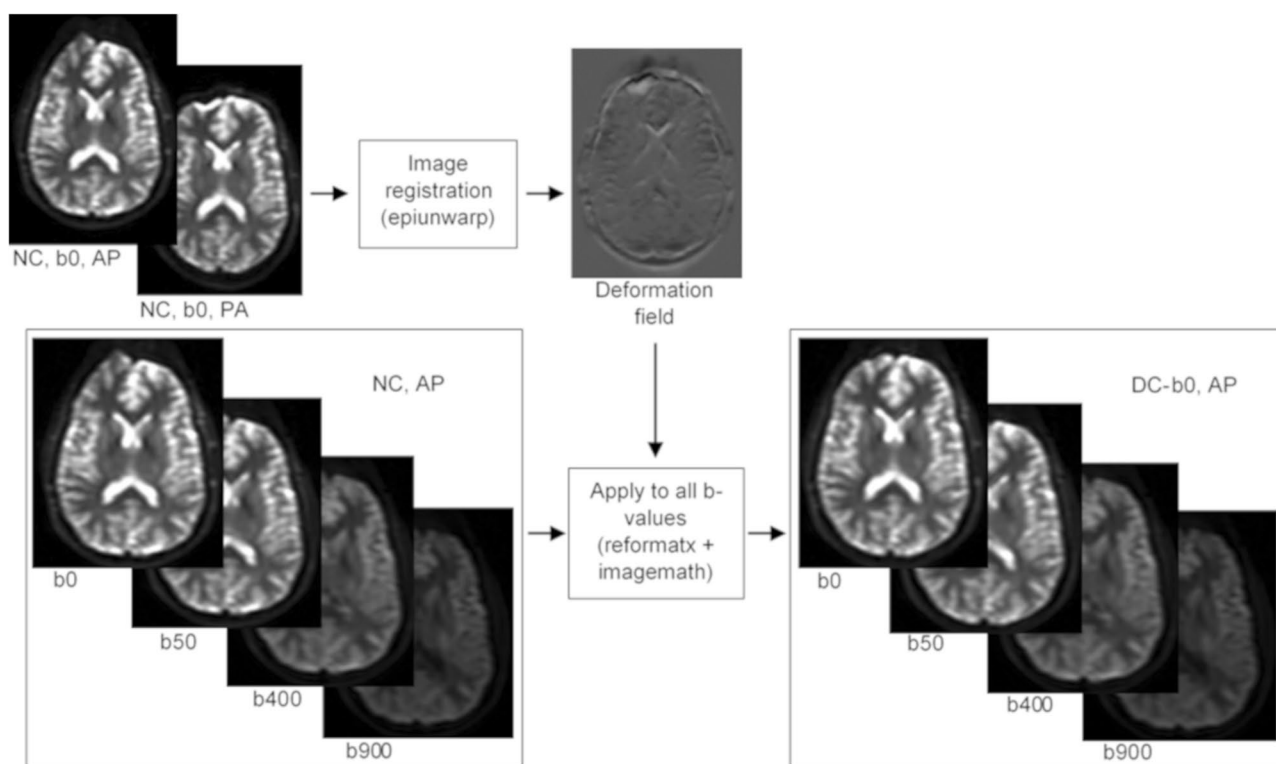 NC, b0, AP
NC, b0, PA
Image
registration
(epiunwarp)
Deformation
field
NC, AP
b0
b50
b400
b900
Apply to all b-
values
(reformatx +
imagemath)
DC-b0, AP
b0
b50
b400
b900